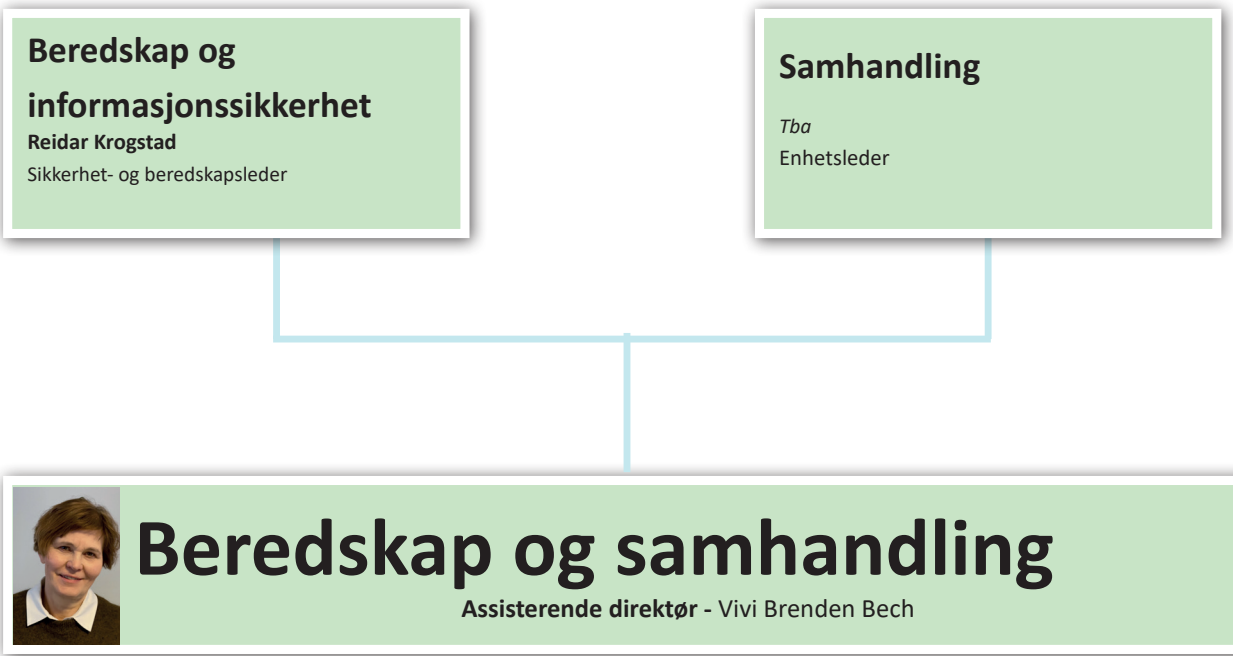 Beredskap og
informasjonssikkerhet
Reidar Krogstad
Sikkerhet- og beredskapsleder
Samhandling
Tba
Enhetsleder
Beredskap og samhandling
Assisterende direktør - Vivi Brenden Bech